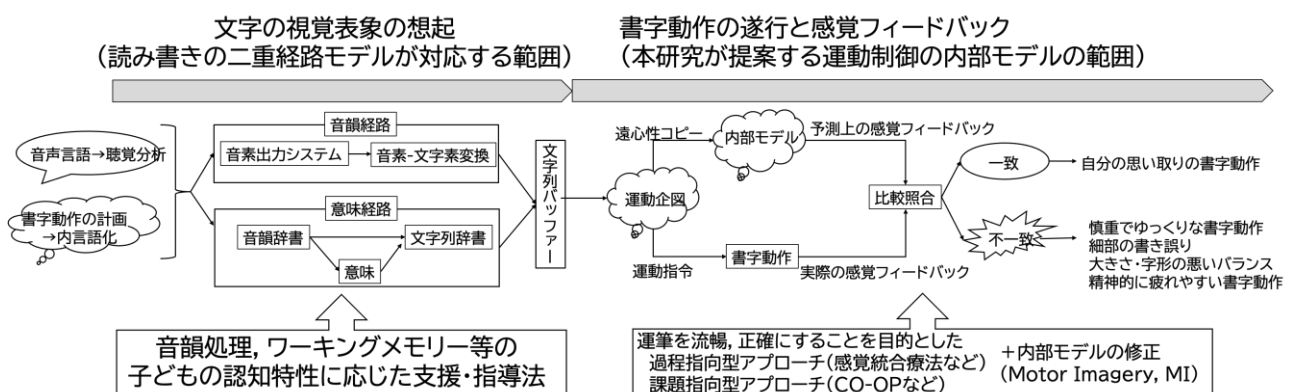 文字の視覚表象の想起
（読み書きの二重経路モデルが対応する範囲）
書字動作の遂行と感覚フィードバック
（本研究が提案する運動制御の内部モデルの範囲）
音声言語→聴覚分析
書字動作の計画
→内言語化
音韻経路
音素出力システム
音素-文字素変換
意味経路
音韻辞書
文字列辞書
意味
文字列バッファー
運動企図
遠心性コピー
内部モデル
予測上の感覚フィードバック
運動指令
書字動作
実際の感覚フィードバック
比較照合
一致
自分の思い取りの書字動作
不一致
慎重でゆっくりな書字動作
細部の書き誤り
大きさ・字形の悪いバランス
精神的に疲れやすい書字動作
音韻処理, ワーキングメモリー等の
子どもの認知特性に応じた支援・指導法
運筆を流暢, 正確にすることを目的とした
過程指向型アプローチ(感覚統合療法など)
課題指向型アプローチ(CO-OPなど)
＋内部モデルの修正
(Motor Imagery, MI)